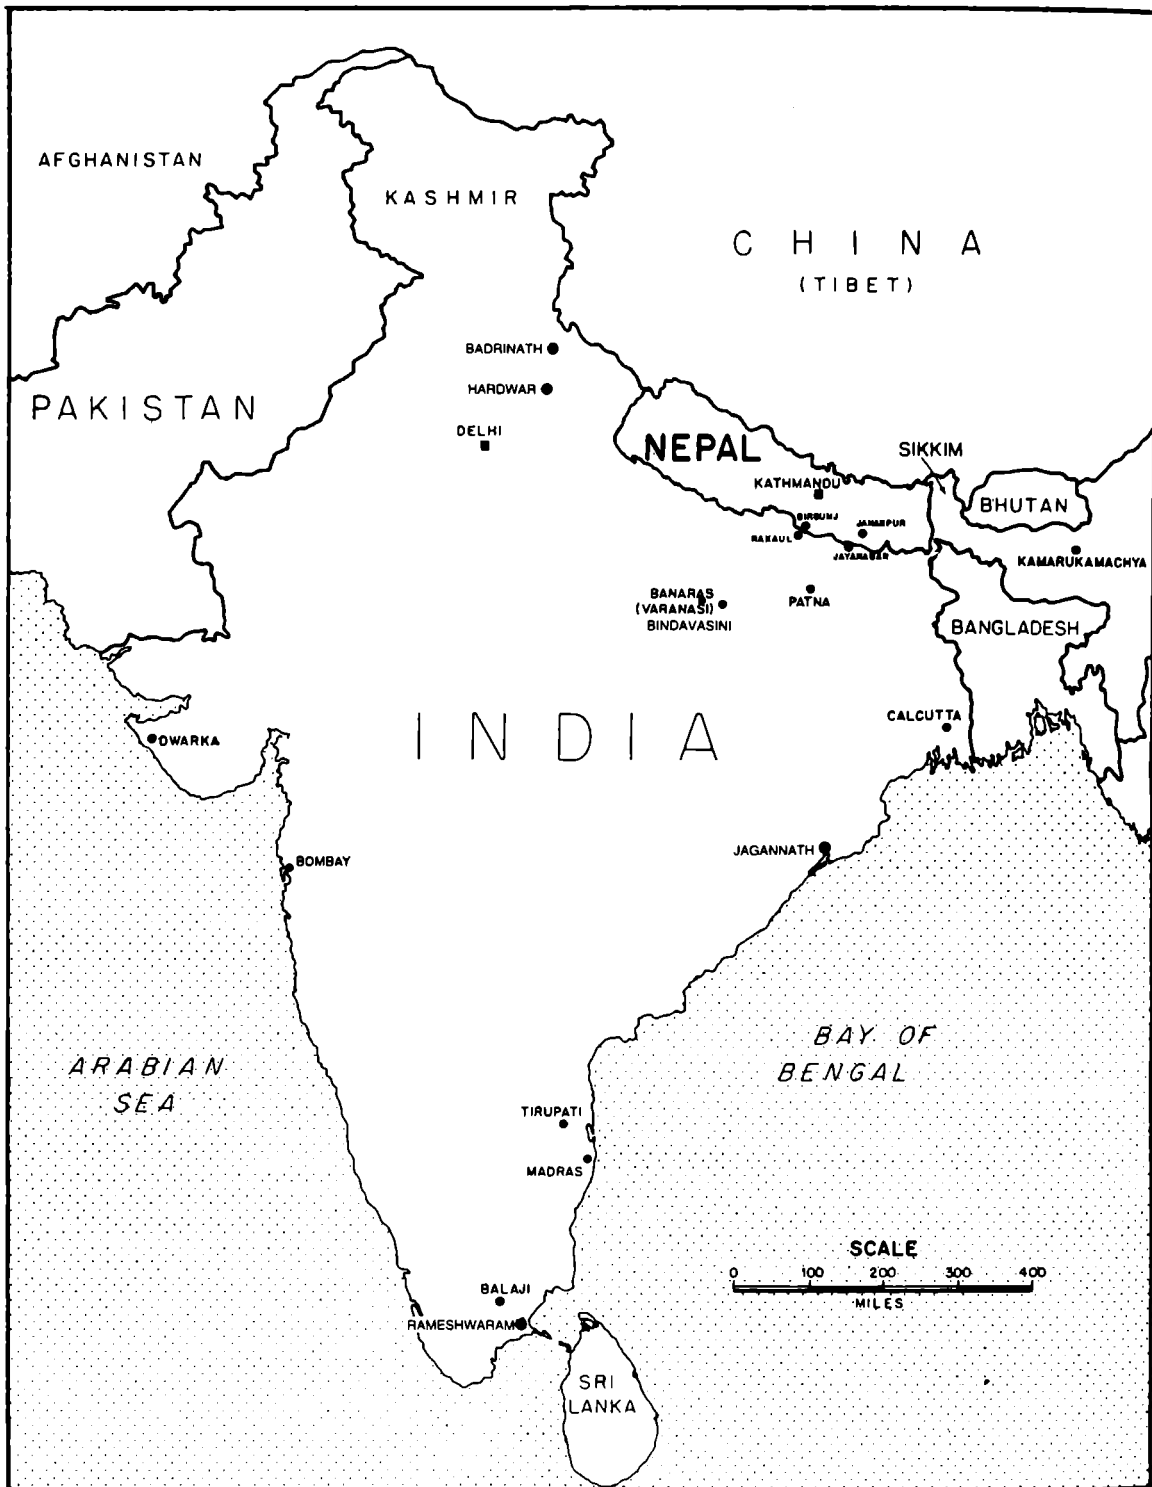 AFGHANISTAN
KASHMIR
CHINA
(TIBET)
BADRINATH
HARDWAR
PAKISTAN
DELHI
NEPAL
SIKKIM
KATHMANDU
BHUTAN
BIRGUNJ
JANAKPUR
RAXAUL
JAYANAGAR
KAMARUKAMACHYA
BANARAS
(VARANASI)
BINDAVASINI
PATNA
BANGLADESH
CALCUTTA
INDIA
DWARKA
JAGANNATH
BOMBAY
BAY OF
BENGAL
ARABIAN
SEA
TIRUPATI
MADRAS
SCALE
0 100 200 300 400
MILES
BALAJI
RAMESHWARAM
SRI
LANKA